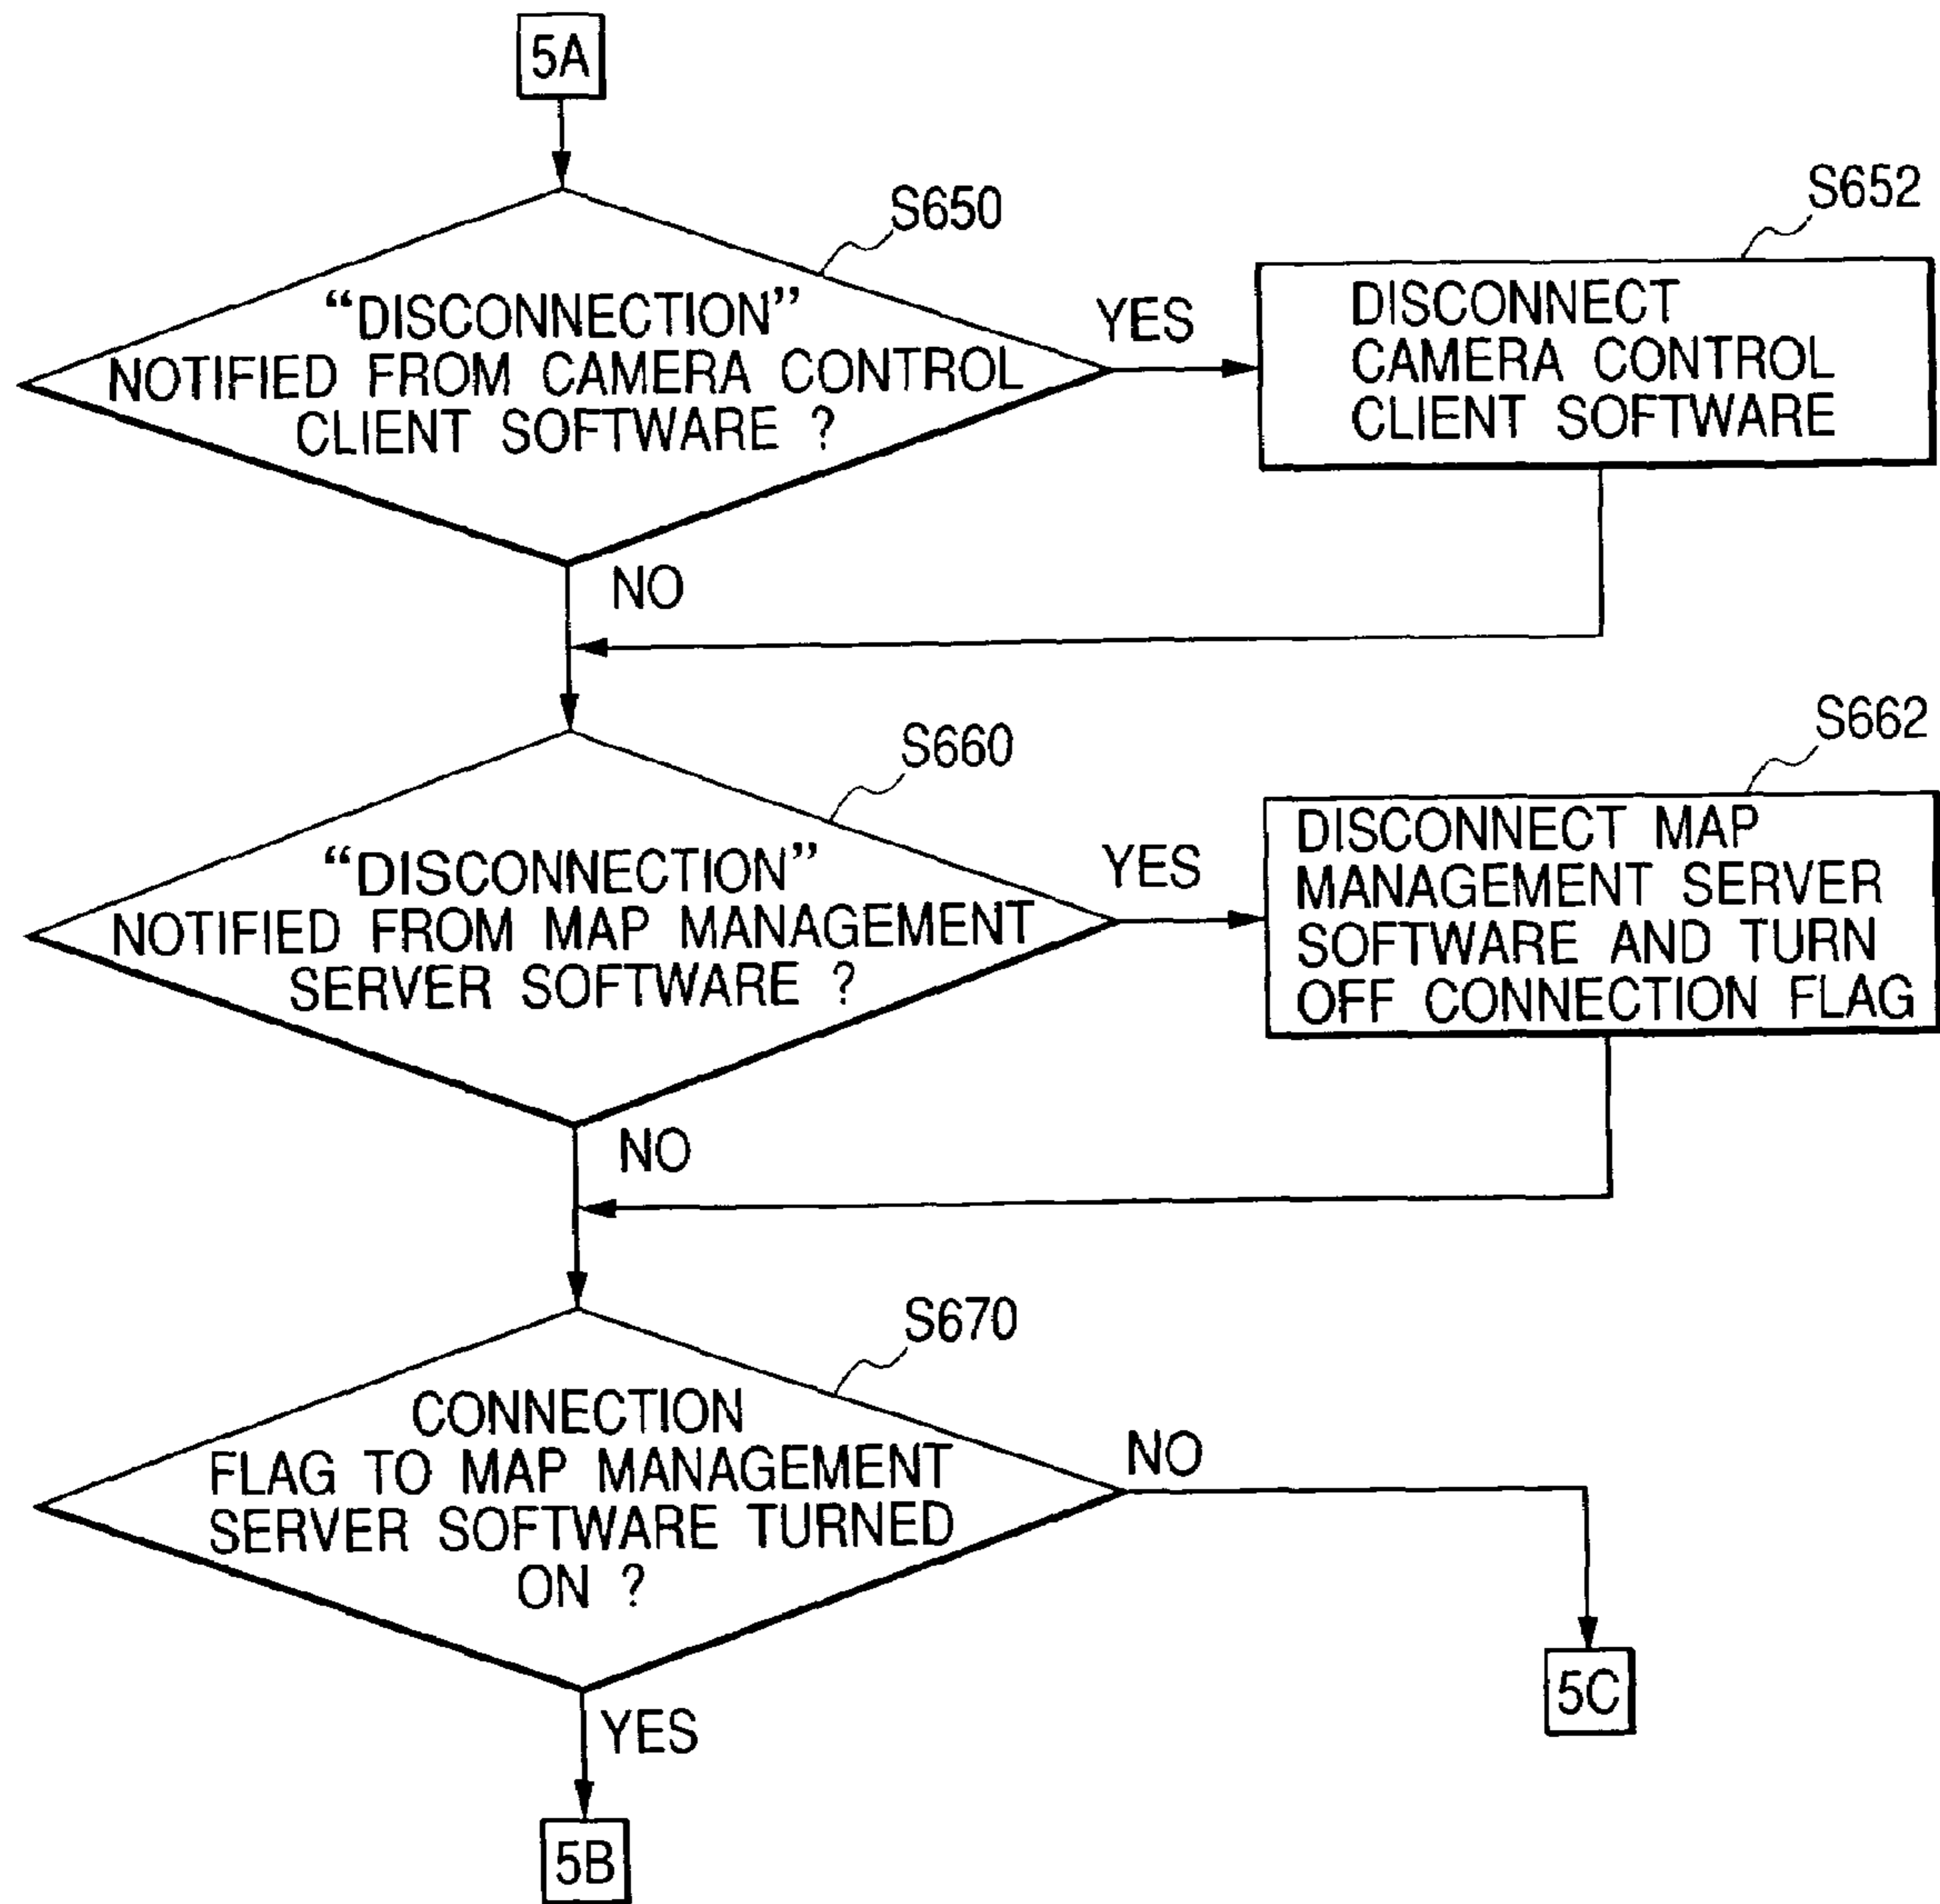 5A
S650
S652
“DISCONNECTION”
NOTIFIED FROM CAMERA CONTROL
CLIENT SOFTWARE ?
YES
DISCONNECT
CAMERA CONTROL
CLIENT SOFTWARE
NO
S660
S662
“DISCONNECTION”
NOTIFIED FROM MAP MANAGEMENT
SERVER SOFTWARE ?
YES
DISCONNECT MAP
MANAGEMENT SERVER
SOFTWARE AND TURN
OFF CONNECTION FLAG
NO
S670
CONNECTION
FLAG TO MAP MANAGEMENT
SERVER SOFTWARE TURNED
ON ?
NO
5C
YES
5B